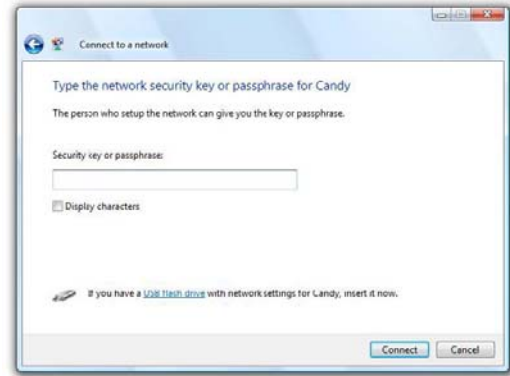 Connect to a network
Type the network security key or passphrase for Candy
The person who setup the network can give you the key or passphrase.
Security key or passphrase:
Display characters
If you have a USB flash drive with network settings for Candy, insert it now.
Connect Cancel